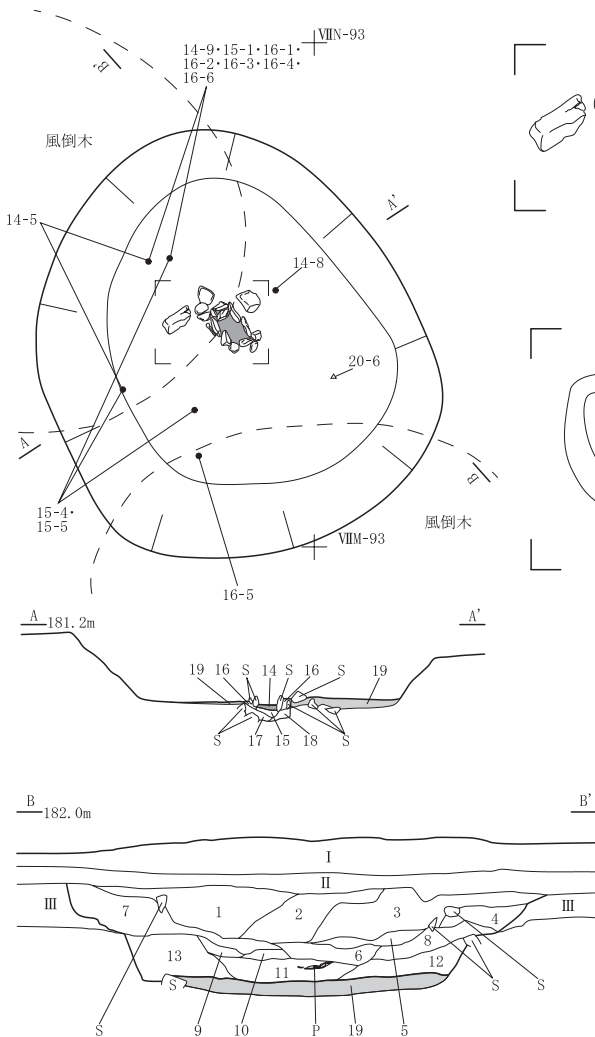 ⅦN-93
14-9・15-1・16-1・
16-2・16-3・16-4・
16-6
B'
風倒木
A'
14-5
14-8
20-6
A
B
15-4・
15-5
ⅦM-93
風倒木
16-5
A 181.2m A'
19 16 S 14 S 16 S 19
S 17 15 18 S
B 182.0m B'
Ⅰ
Ⅱ
Ⅲ 7 1 2 3 4 Ⅲ
13 6 8 12
S 11
S 9 10 P 19 5 S S